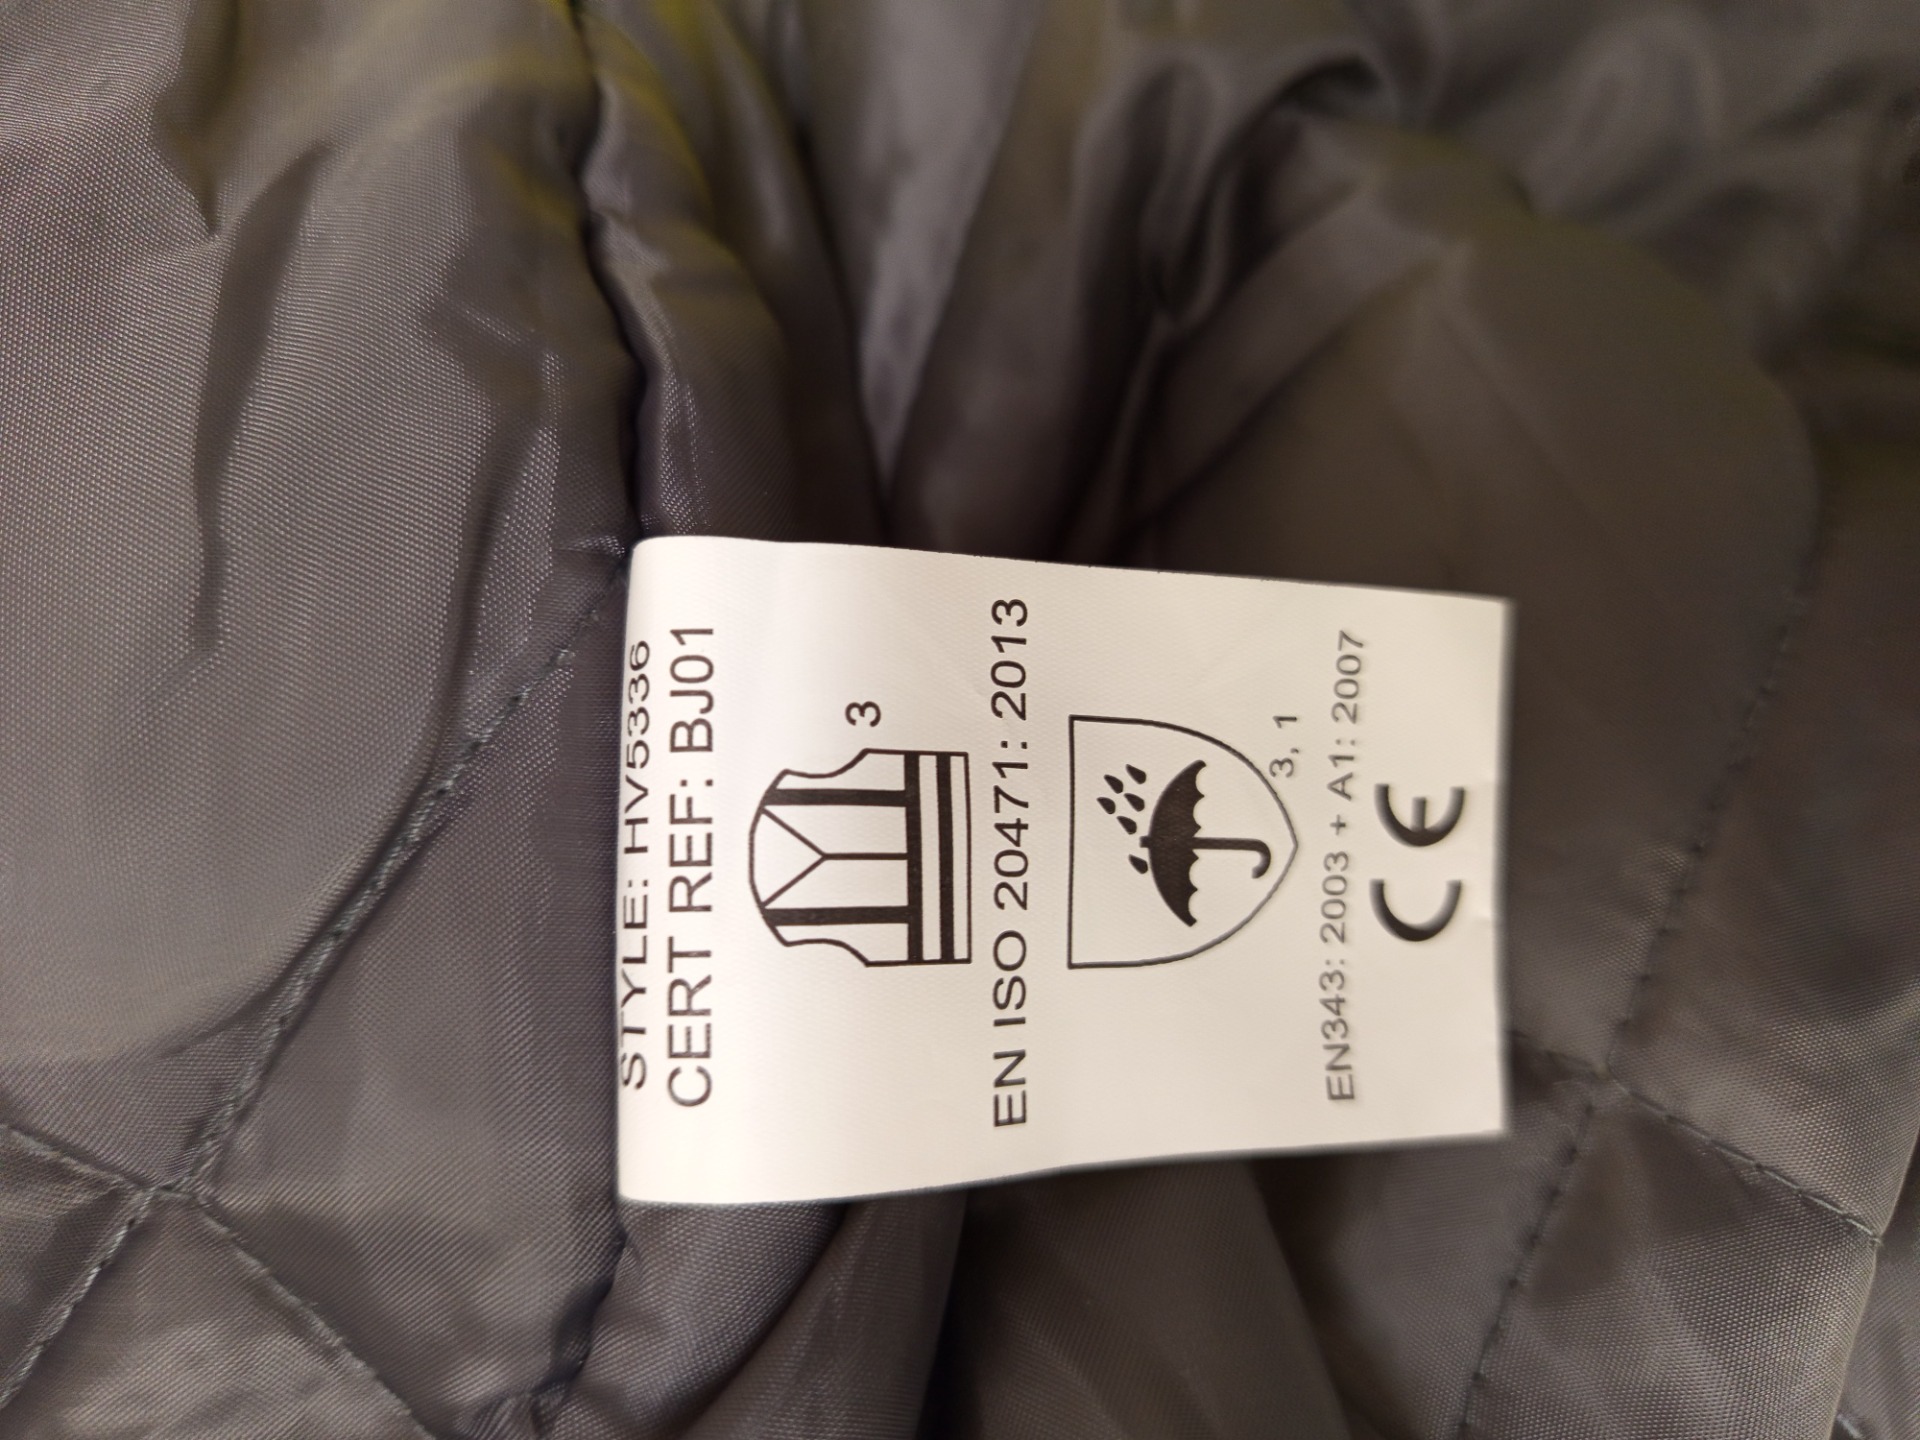 STYLE: HV5336
CERT REF: BJ01
3
EN ISO 20471: 2013
3, 1
EN343: 2003 + A1: 2007
CE